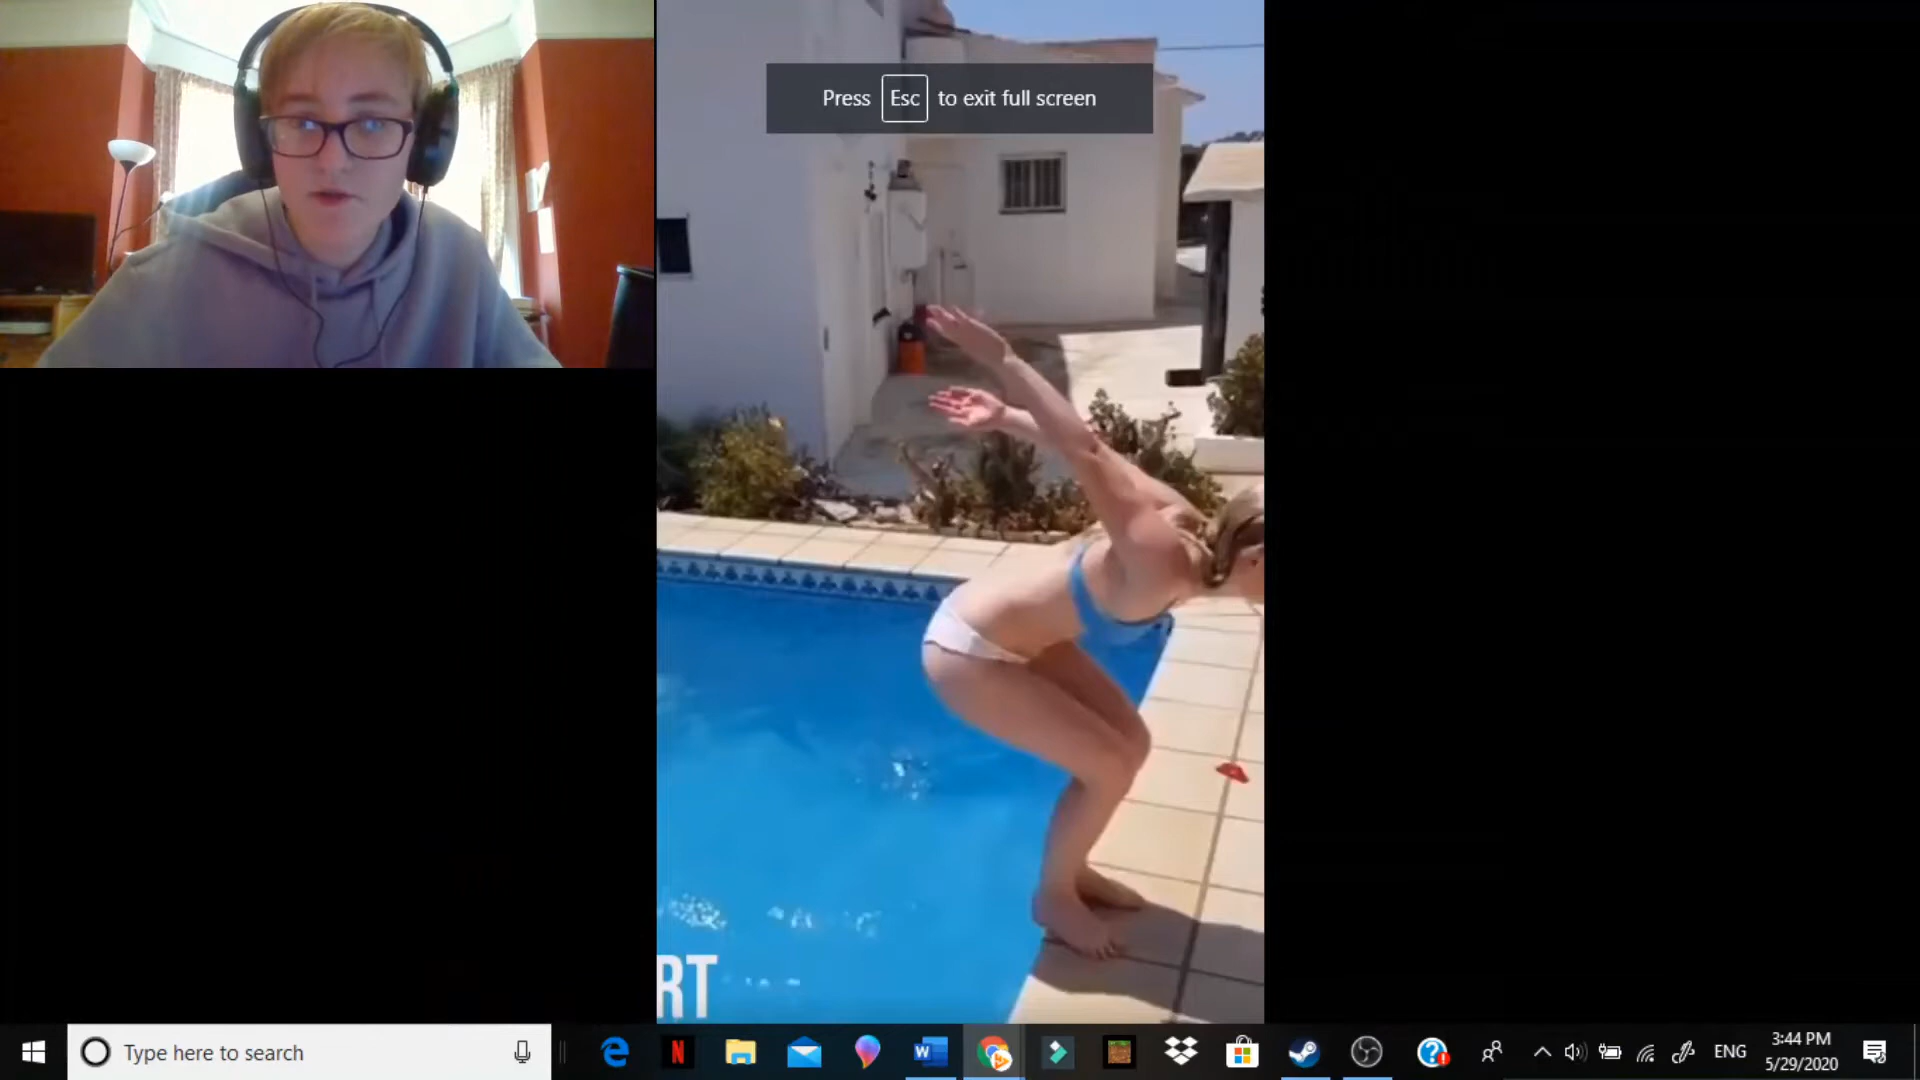 Press Esc to exit full screen
RT
Type here to search
ENG
3:44 PM
5/29/2020